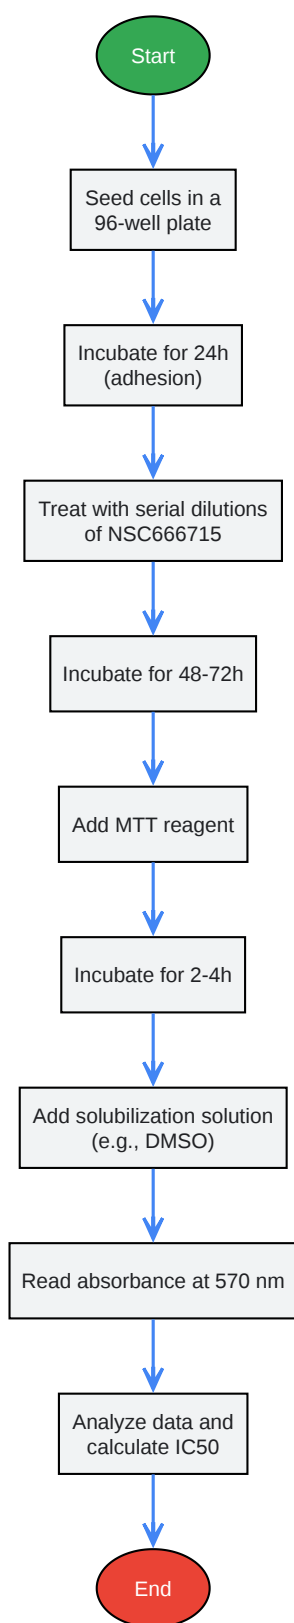 Start
Seed cells in a
96-well plate
Incubate for 24h
(adhesion)
Treat with serial dilutions
of NSC666715
Incubate for 48-72h
Add MTT reagent
Incubate for 2-4h
Add solubilization solution
(e.g., DMSO)
Read absorbance at 570 nm
Analyze data and
calculate IC50
End